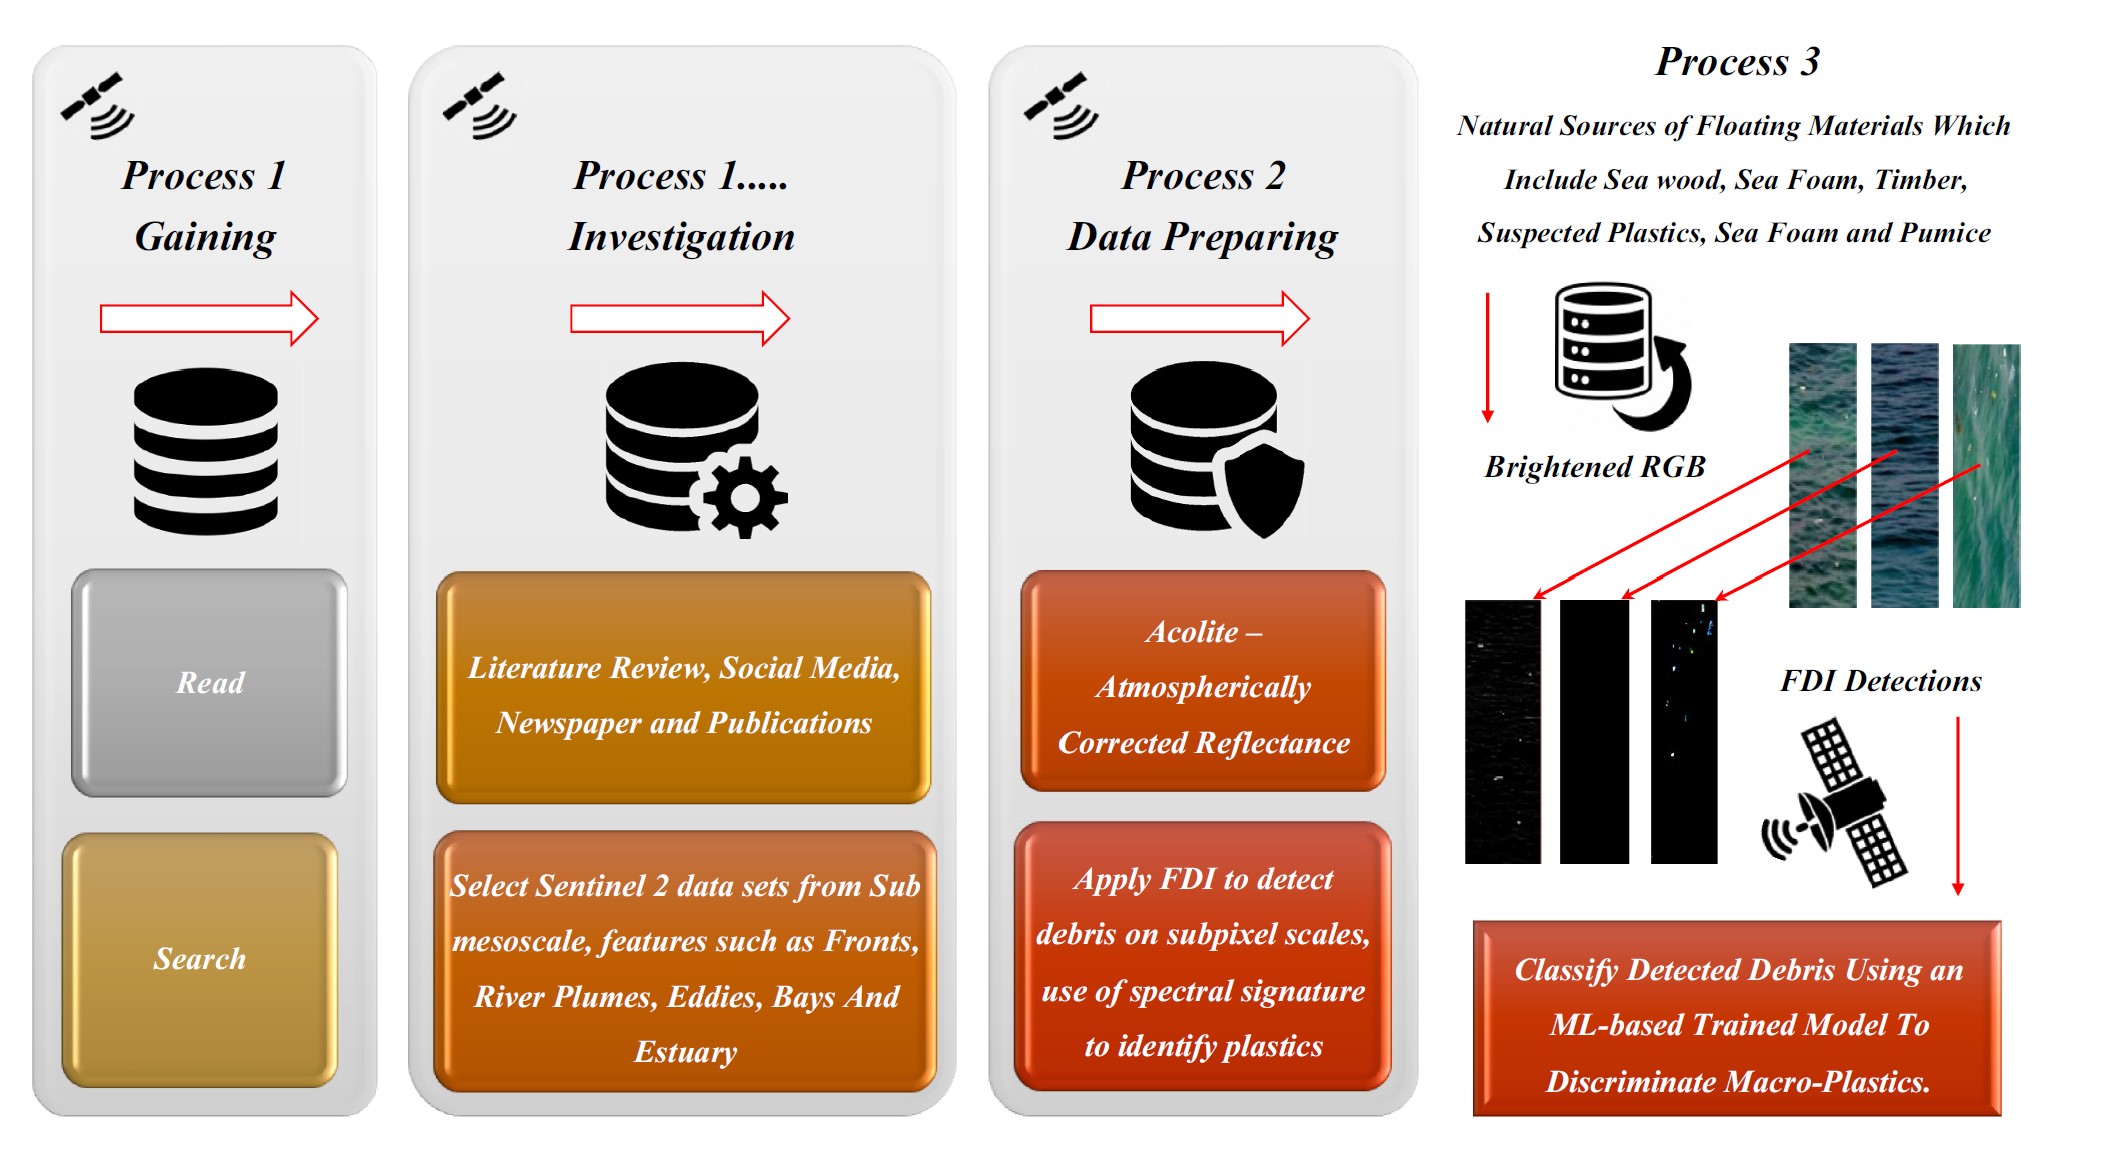 Process 1
Gaining
Read
Search
Process 1.....
Investigation
Literature Review, Social Media,
Newspaper and Publications
Select Sentinel 2 data sets from Sub
mesoscale, features such as Fronts,
River Plumes, Eddies, Bays And
Estuary
Process 2
Data Preparing
Acolite –
Atmospherically
Corrected Reflectance
Apply FDI to detect
debris on subpixel scales,
use of spectral signature
to identify plastics
Process 3
Natural Sources of Floating Materials Which
Include Sea wood, Sea Foam, Timber,
Suspected Plastics, Sea Foam and Pumice
Brightened RGB
FDI Detections
Classify Detected Debris Using an
ML-based Trained Model To
Discriminate Macro-Plastics.